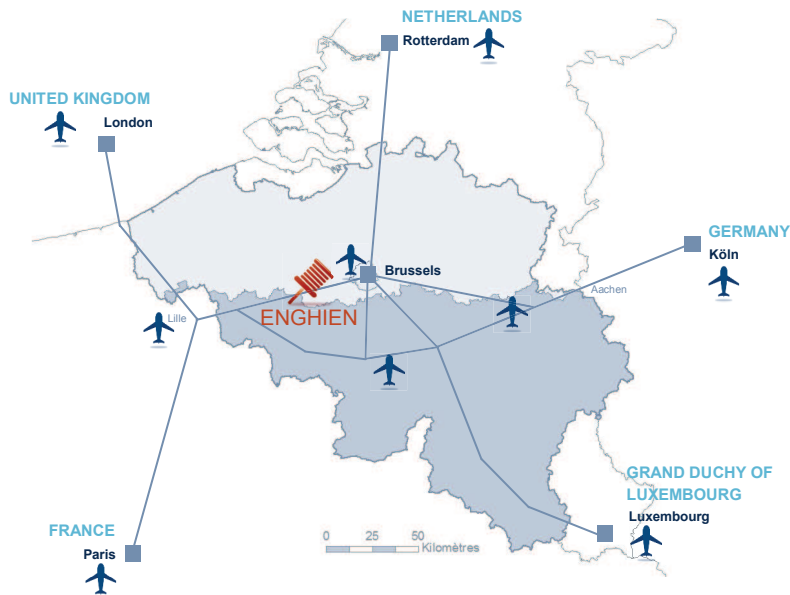 NETHERLANDS
Rotterdam
UNITED KINGDOM
London
GERMANY
Köln
Brussels
Aachen
ENGHIEN
Lille
GRAND DUCHY OF
LUXEMBOURG
Luxembourg
FRANCE
Paris
0 25 50
Kilomètres